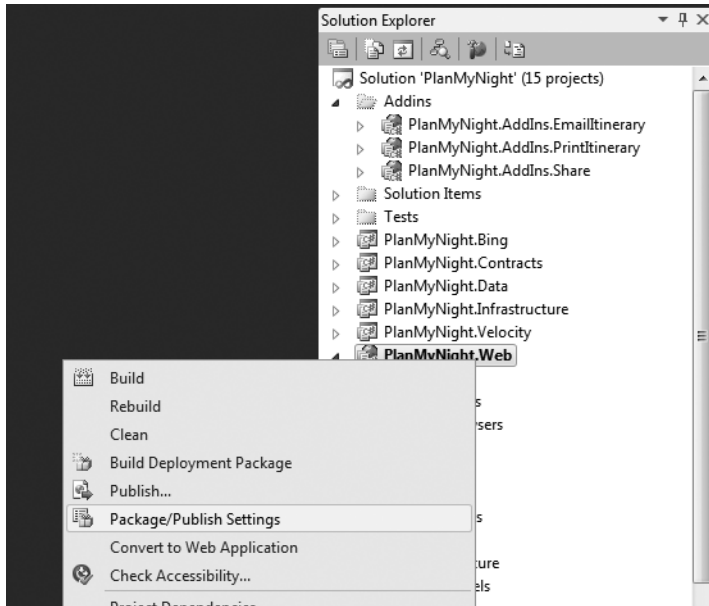 Solution Explorer
Solution 'PlanMyNight' (15 projects)
Addins
PlanMyNight.AddIns.EmailItinerary
PlanMyNight.AddIns.PrintItinerary
PlanMyNight.AddIns.Share
Solution Items
Tests
PlanMyNight.Bing
PlanMyNight.Contracts
PlanMyNight.Data
PlanMyNight.Infrastructure
PlanMyNight.Velocity
PlanMyNight.Web
Build
Rebuild
Clean
Build Deployment Package
Publish...
Package/Publish Settings
Convert to Web Application
Check Accessibility...
Project Dependencies